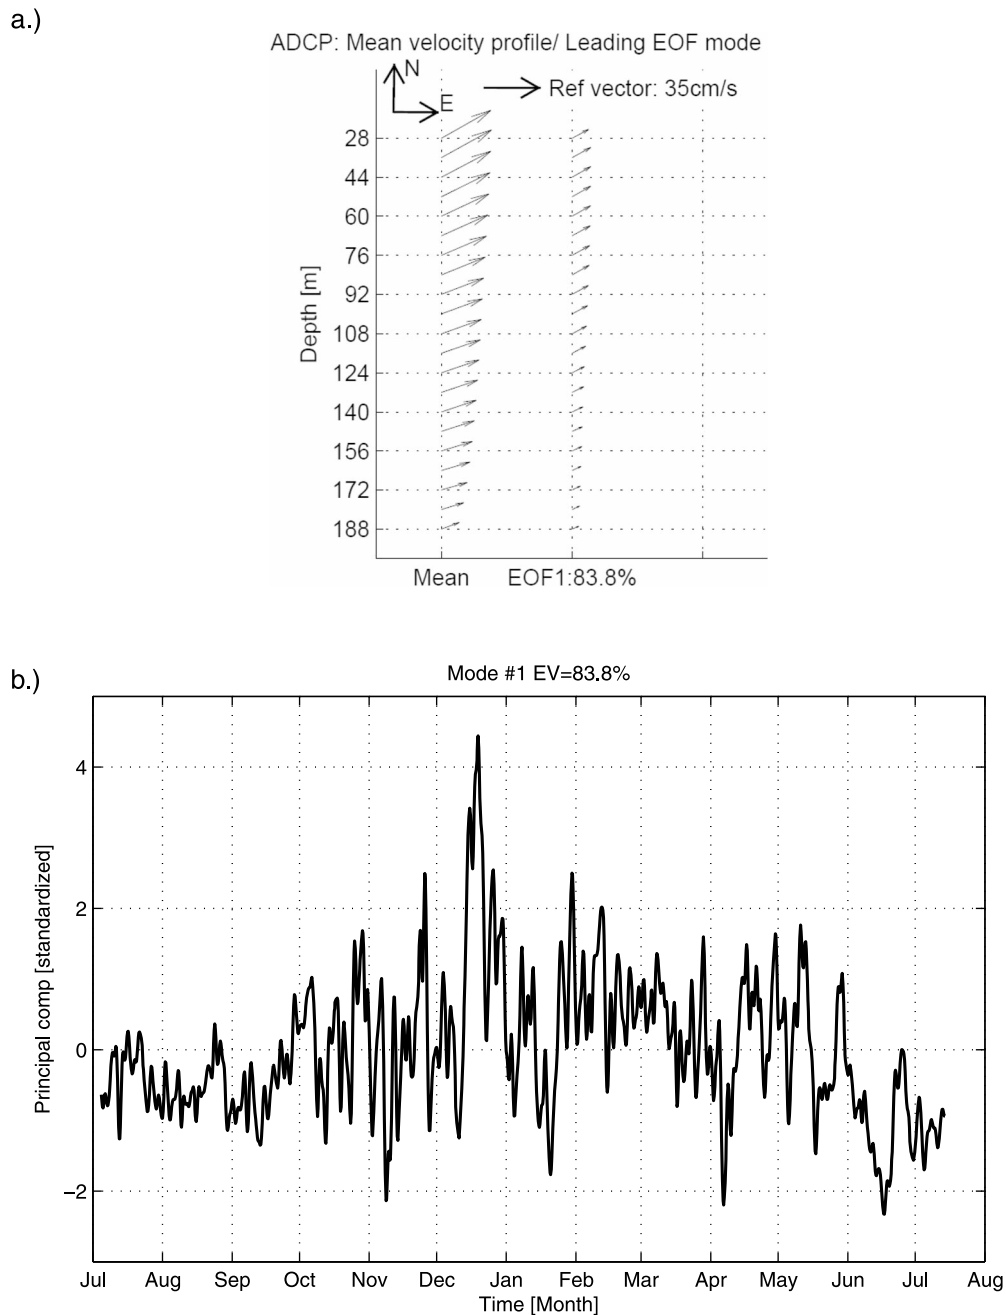 a.)
ADCP: Mean velocity profile/ Leading EOF mode
N
E
Ref vector: 35cm/s
28
44
60
76
92
108
124
140
156
172
188
Depth [m]
Mean EOF1:83.8%
b.)
Mode #1 EV=83.8%
4
2
0
−2
Principal comp [standardized]
Jul Aug Sep Oct Nov Dec Jan Feb Mar Apr May Jun Jul Aug
Time [Month]